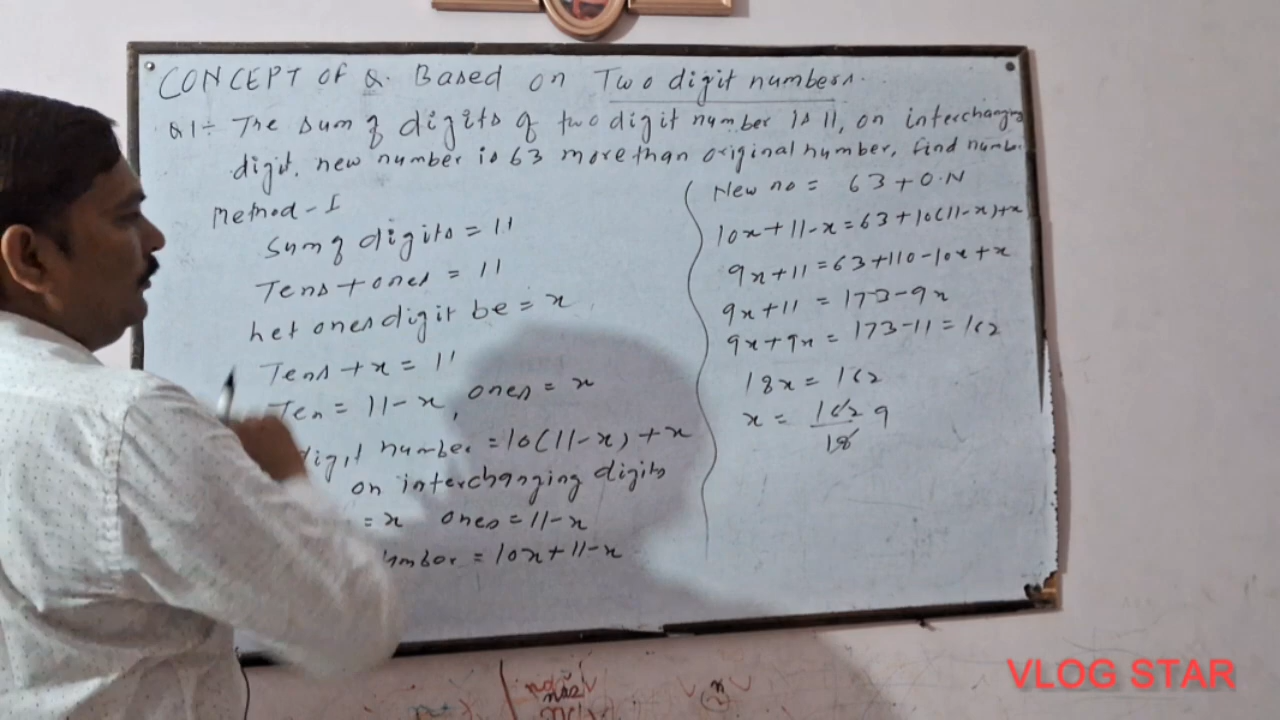 CONCEPT OF Q. Based on Two digit numbers.
Q1÷ The sum of digits of two digit number is 11, on interchanging
digit, new number is 63 more than original number, find numb
Method-I
Sum of digits = 11
Tens + ones = 11
Let ones digit be = x
Tens + x = 11
Ten = 11-x, ones = x
digit number = 10(11-x) + x
on interchanging digits
= x ones = 11-x
umber = 10x+11-x
New no = 63 + O.N
10x+11-x = 63+10(11-x)+x
9x+11 = 63+110-10x+x
9x+11 = 173-9x
9x+9x = 173-11 = 162
18x = 162
x = 162 9
18
VLOG STAR